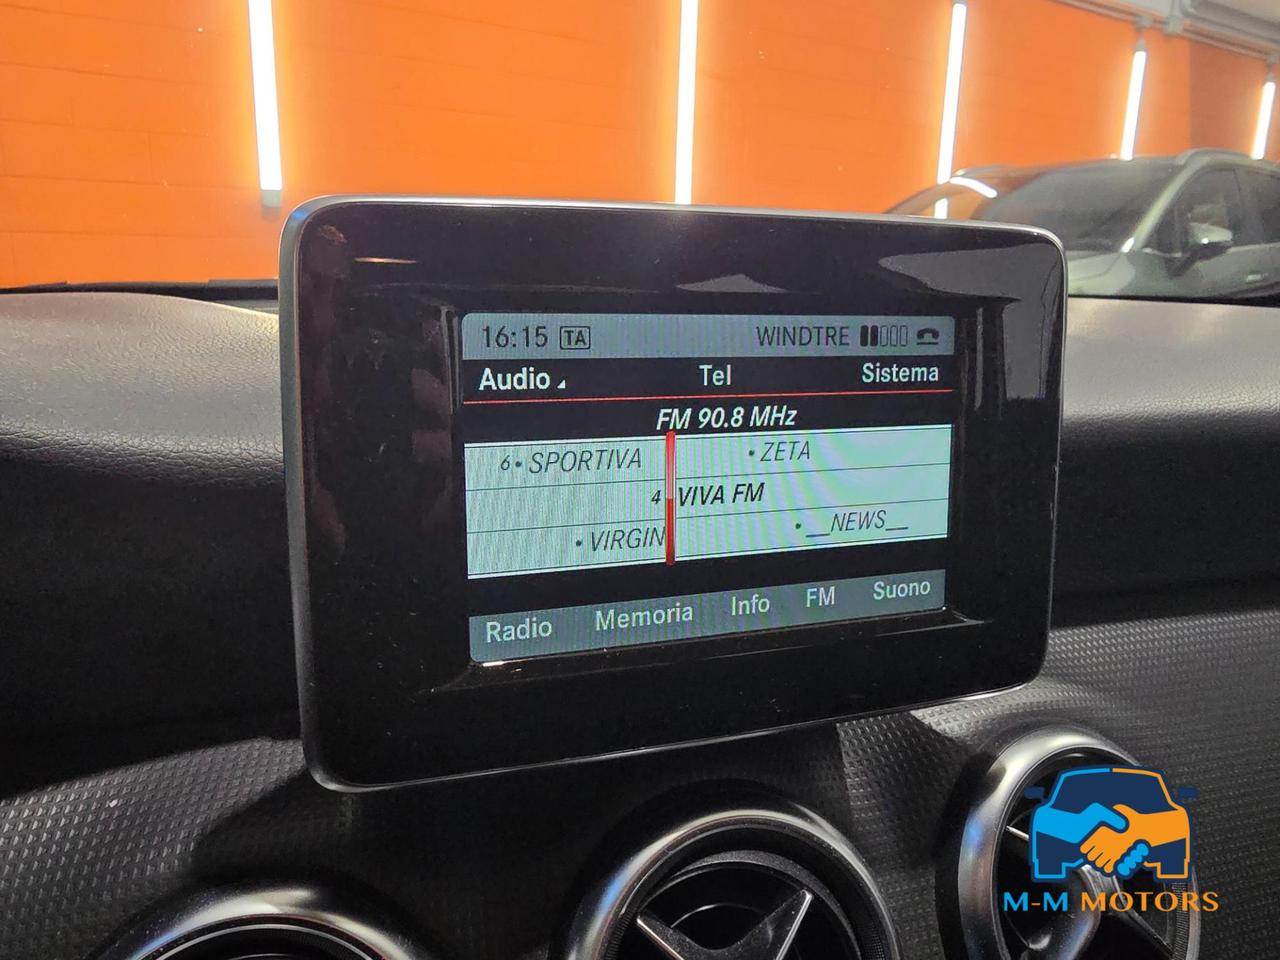 16:15 TA WINDTRE
Audio Tel Sistema
FM 90.8 MHz
6• SPORTIVA • ZETA
4 VIVA FM
• VIRGIN • __NEWS__
Radio Memoria Info FM Suono
M-M MOTORS